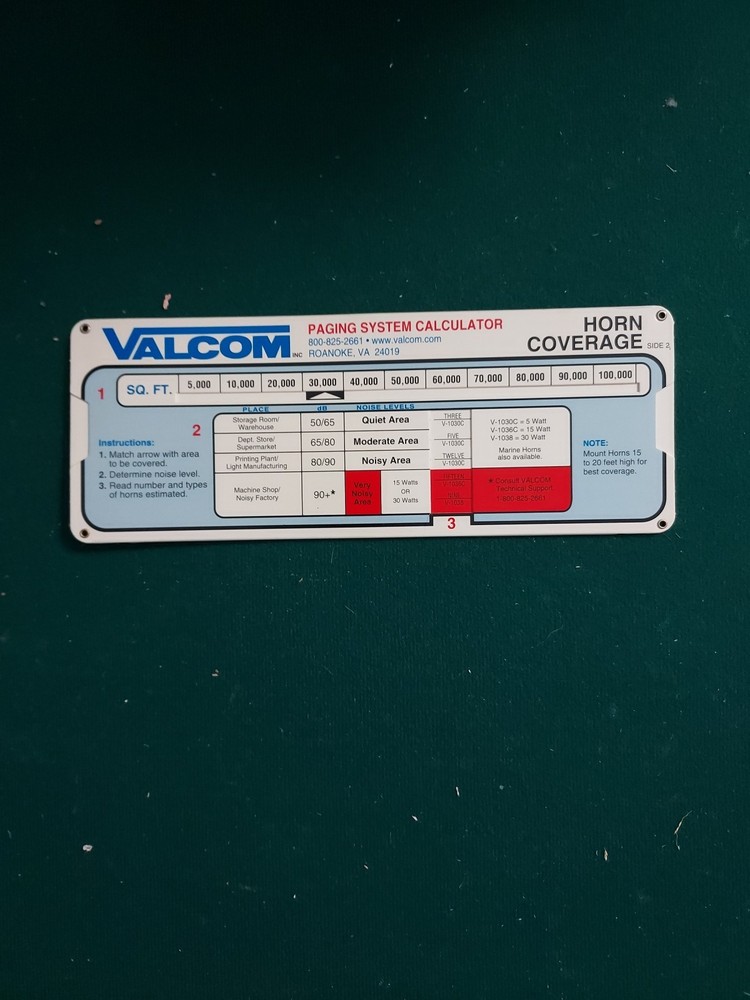 VALCOM INC
PAGING SYSTEM CALCULATOR
800-825-2661 • www.valcom.com
ROANOKE, VA 24019
HORN
COVERAGE SIDE 2
1
SQ. FT. 5,000 10,000 20,000 30,000 40,000 50,000 60,000 70,000 80,000 90,000 100,000
2
PLACE dB NOISE LEVELS
Storage Room/
Warehouse
50/65
Quiet Area
THREE
V-1030C
Dept. Store/
Supermarket
65/80
Moderate Area
FIVE
V-1030C
Printing Plant/
Light Manufacturing
80/90
Noisy Area
TWELVE
V-1030C
Machine Shop/
Noisy Factory
90+*
Very
Noisy
Area
15 Watts
OR
30 Watts
V-1030C = 5 Watt
V-1036C = 15 Watt
V-1038 = 30 Watt
Marine Horns
also available.
* Consult VALCOM
Technical Support
1-800-825-2661
3
Instructions:
1. Match arrow with area
to be covered.
2. Determine noise level.
3. Read number and types
of horns estimated.
NOTE:
Mount Horns 15
to 20 feet high for
best coverage.